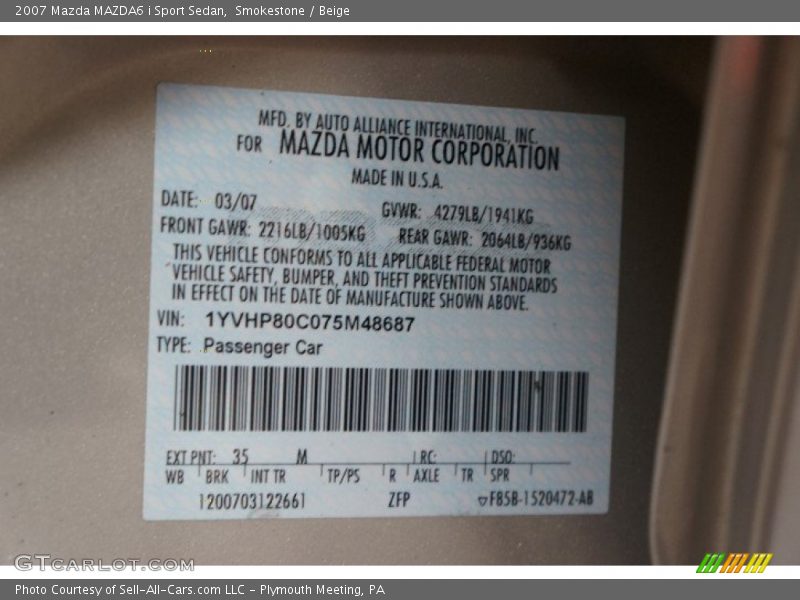 2007 Mazda MAZDA6 i Sport Sedan, Smokestone / Beige
MFD. BY AUTO ALLIANCE INTERNATIONAL, INC.
FOR MAZDA MOTOR CORPORATION
MADE IN U.S.A.
DATE: 03/07 GVWR: 4279LB/1941KG
FRONT GAWR: 2216LB/1005KG REAR GAWR: 2064LB/936KG
THIS VEHICLE CONFORMS TO ALL APPLICABLE FEDERAL MOTOR
VEHICLE SAFETY, BUMPER, AND THEFT PREVENTION STANDARDS
IN EFFECT ON THE DATE OF MANUFACTURE SHOWN ABOVE.
VIN: 1YVHP80C075M48687
TYPE: Passenger Car
EXT PNT: 35 M RC: DSO:
WB BRK INT TR TP/PS R AXLE TR SPR
1200703122661 ZFP F85B-1520472-AB
GTCarLot.com
Photo Courtesy of Sell-All-Cars.com LLC - Plymouth Meeting, PA